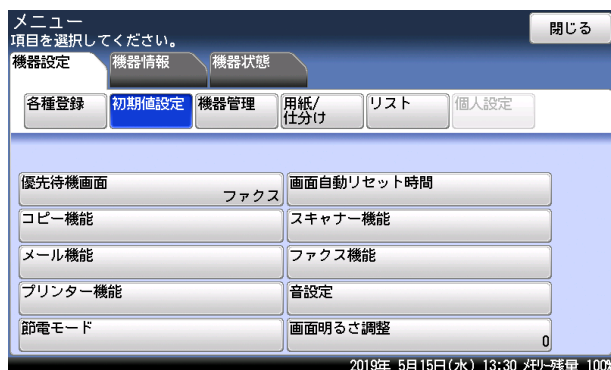 メニュー
項目を選択してください。
閉じる
機器設定
機器情報
機器状態
各種登録
初期値設定
機器管理
用紙/
仕分け
リスト
個人設定
優先待機画面
ファクス
画面自動リセット時間
コピー機能
スキャナー機能
メール機能
ファクス機能
プリンター機能
音設定
節電モード
画面明るさ調整
0
2019年 5月15日(水) 13:30 メモリー残量 100%